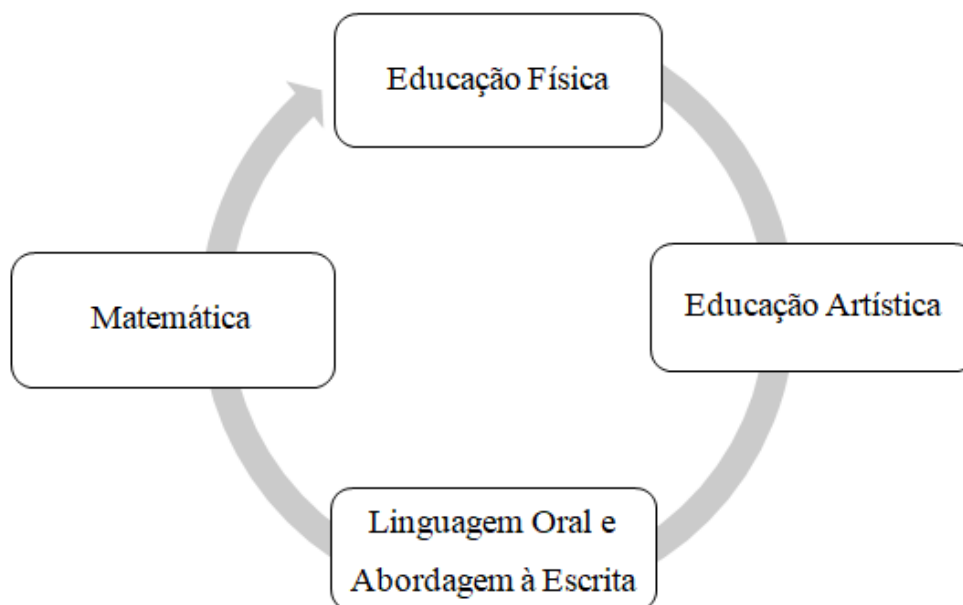 Educação Física
Educação Artística
Matemática
Linguagem Oral e
Abordagem à Escrita